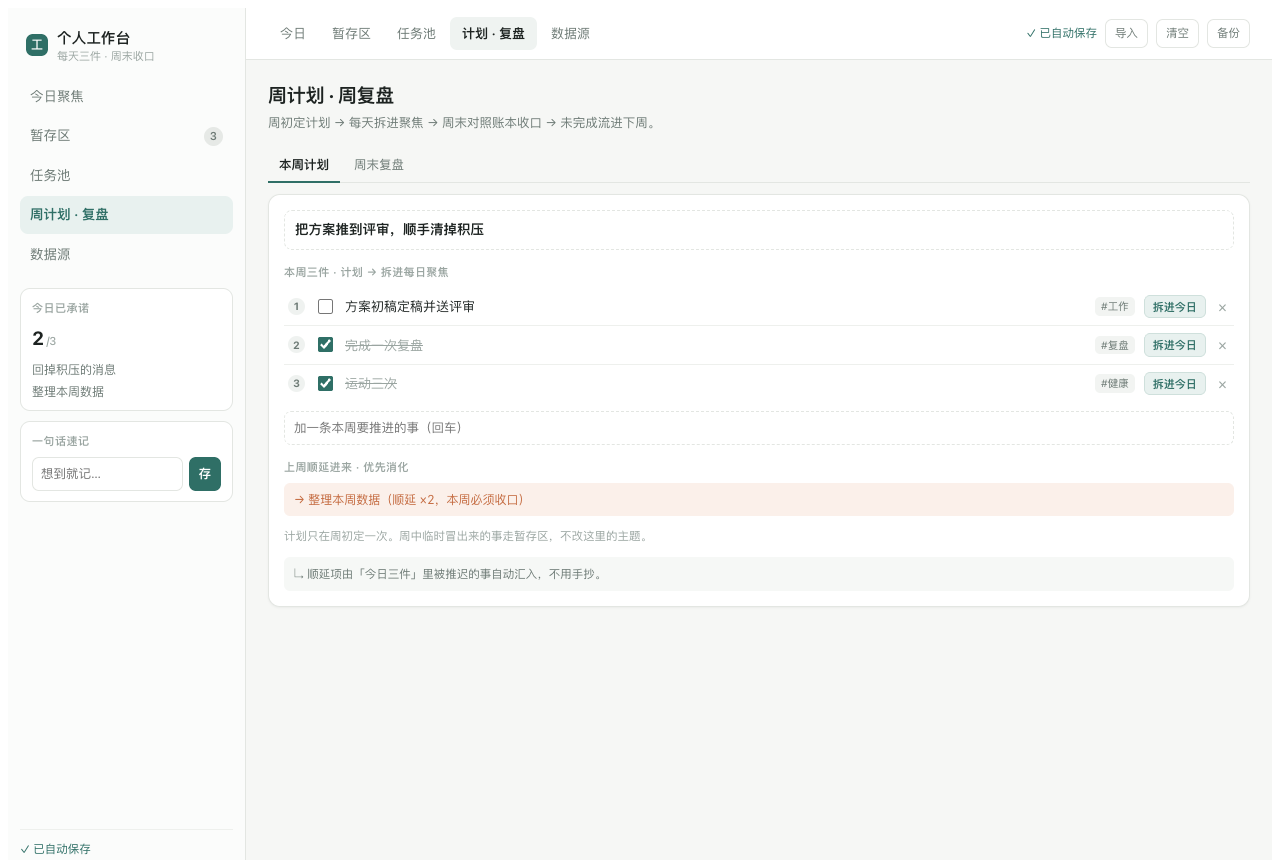 工 个人工作台
每天三件 · 周末收口
今日聚焦
暂存区 3
任务池
周计划 · 复盘
数据源
今日已承诺
2 /3
回掉积压的消息
整理本周数据
一句话速记
想到就记... 存
✓ 已自动保存
今日 暂存区 任务池 计划 · 复盘 数据源 ✓ 已自动保存 导入 清空 备份
周计划 · 周复盘
周初定计划 → 每天拆进聚焦 → 周末对照账本收口 → 未完成流进下周。
本周计划 周末复盘
把方案推到评审，顺手清掉积压
本周三件 · 计划 → 拆进每日聚焦
1 方案初稿定稿并送评审 #工作 拆进今日 ×
2 完成一次复盘 #复盘 拆进今日 ×
3 运动三次 #健康 拆进今日 ×
加一条本周要推进的事（回车）
上周顺延进来 · 优先消化
→ 整理本周数据（顺延 ×2，本周必须收口）
计划只在周初定一次。周中临时冒出来的事走暂存区，不改这里的主题。
顺延项由「今日三件」里被推迟的事自动汇入，不用手抄。